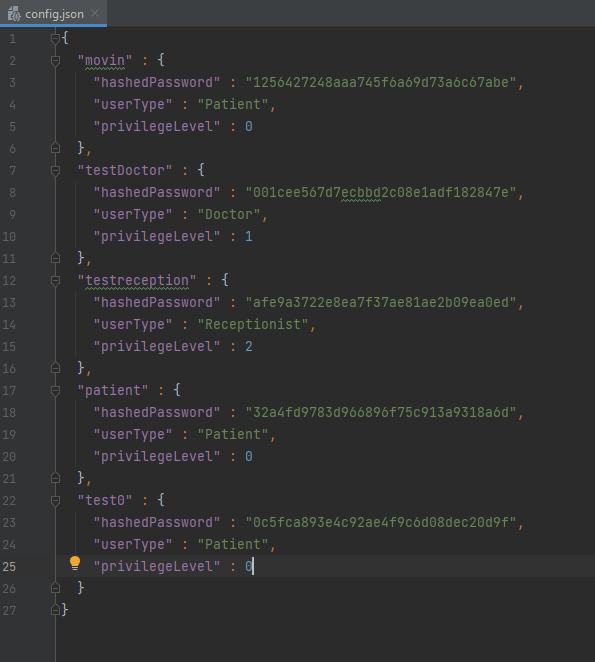 config.json
1 {
2 "movin" : {
3 "hashedPassword" : "1256427248aaa745f6a69d73a6c67abe",
4 "userType" : "Patient",
5 "privilegeLevel" : 0
6 },
7 "testDoctor" : {
8 "hashedPassword" : "001cee567d7ecbbd2c08e1adf182847e",
9 "userType" : "Doctor",
10 "privilegeLevel" : 1
11 },
12 "testreception" : {
13 "hashedPassword" : "afe9a3722e8ea7f37ae81ae2b09ea0ed",
14 "userType" : "Receptionist",
15 "privilegeLevel" : 2
16 },
17 "patient" : {
18 "hashedPassword" : "32a4fd9783d966896f75c913a9318a6d",
19 "userType" : "Patient",
20 "privilegeLevel" : 0
21 },
22 "test0" : {
23 "hashedPassword" : "0c5fca893e4c92ae4f9c6d08dec20d9f",
24 "userType" : "Patient",
25 "privilegeLevel" : 0
26 }
27 }